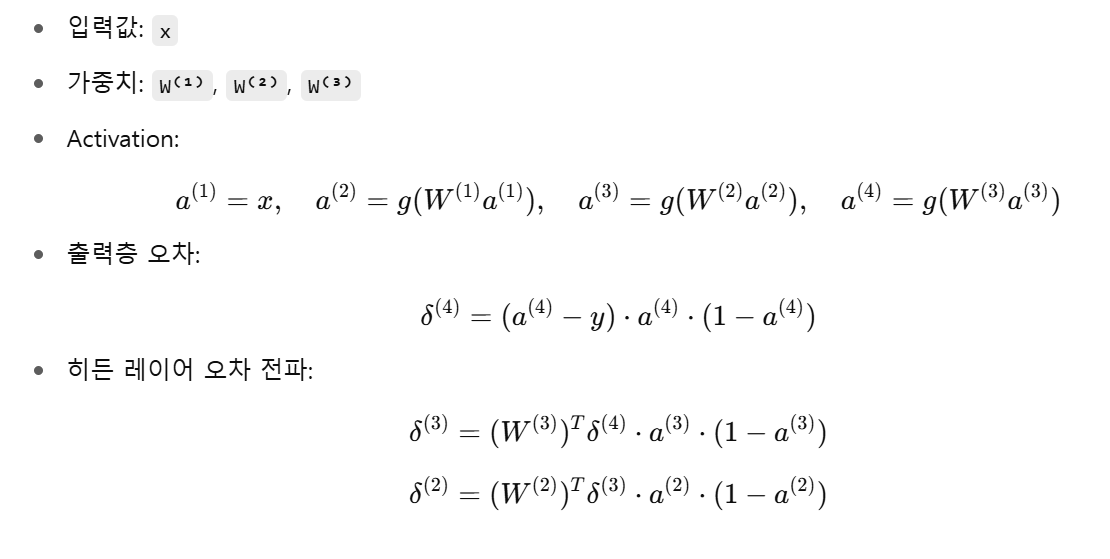 • 입력값: x
• 가중치: W⁽¹⁾, W⁽²⁾, W⁽³⁾
• Activation:
a⁽¹⁾ = x, a⁽²⁾ = g(W⁽¹⁾a⁽¹⁾), a⁽³⁾ = g(W⁽²⁾a⁽²⁾), a⁽⁴⁾ = g(W⁽³⁾a⁽³⁾)
• 출력층 오차:
δ⁽⁴⁾ = (a⁽⁴⁾ − y) · a⁽⁴⁾ · (1 − a⁽⁴⁾)
• 히든 레이어 오차 전파:
δ⁽³⁾ = (W⁽³⁾)ᵀδ⁽⁴⁾ · a⁽³⁾ · (1 − a⁽³⁾)
δ⁽²⁾ = (W⁽²⁾)ᵀδ⁽³⁾ · a⁽²⁾ · (1 − a⁽²⁾)